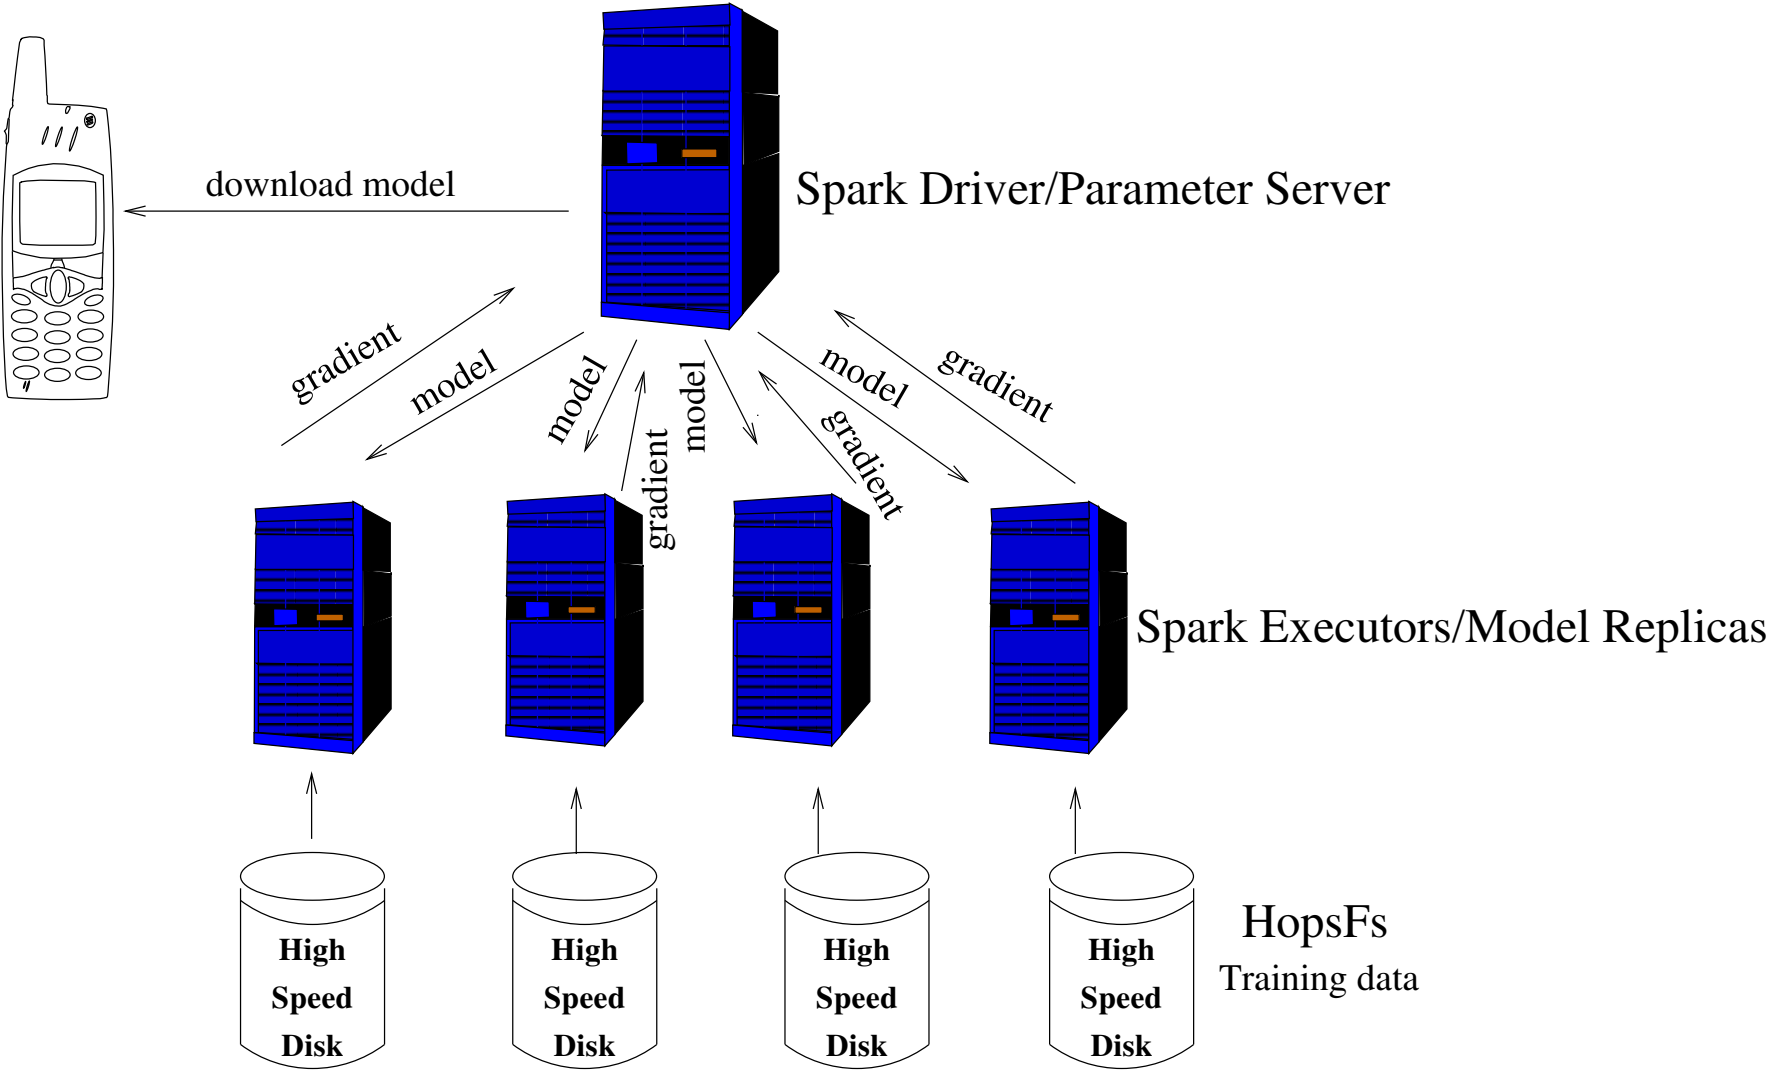 download model
Spark Driver/Parameter Server
gradient
model
model
gradient
model
gradient
model
gradient
Spark Executors/Model Replicas
High
Speed
Disk
High
Speed
Disk
High
Speed
Disk
High
Speed
Disk
HopsFs
Training data